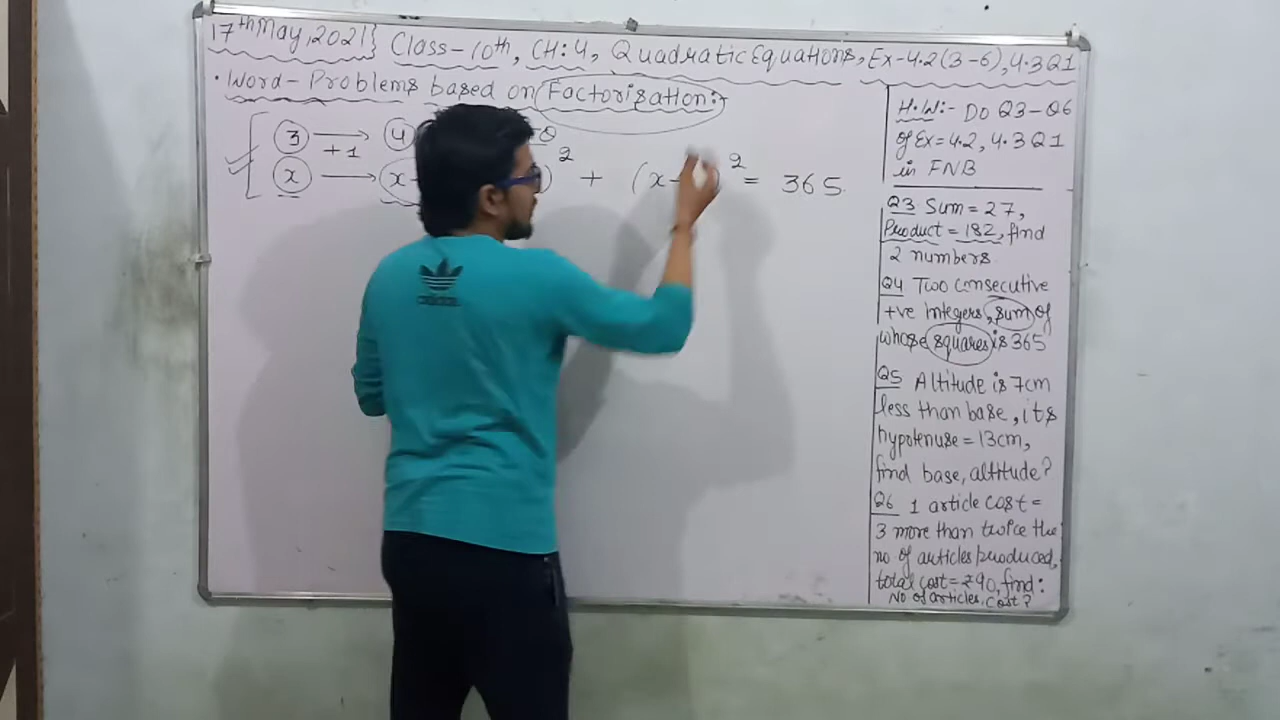 17th May, 2021} Class-10th, CH:4, Quadratic Equations, Ex-4.2(3-6), 4.3Q1
• Word-Problems based on Factorisation:
3 → 4
+1
x → x
)² + (x+ )² = 365.
H.W:- Do Q3-Q6
of Ex=4.2, 4.3Q1
in FNB
Q3 Sum = 27,
Product = 182, find
2 numbers.
Q4 Two consecutive
+ve Integers, sum of
whose squares is 365
Q5 Altitude is 7cm
less than base, its
hypotenuse = 13cm,
find base, altitude?
Q6 1 article cost =
3 more than twice the
no of articles produced,
total cost = ₹90, find:
No of articles, cost?
adidas